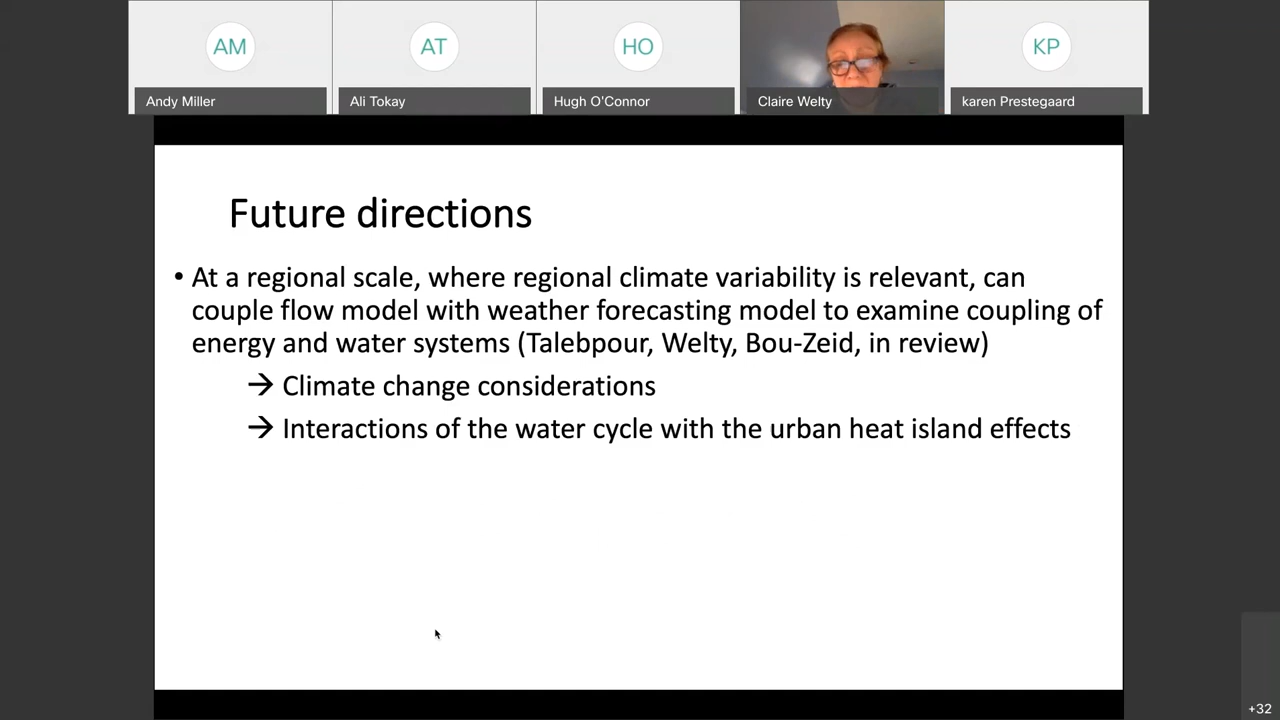 AM
AT
HO
KP
Andy Miller
Ali Tokay
Hugh O'Connor
Claire Welty
karen Prestegaard
Future directions
• At a regional scale, where regional climate variability is relevant, can
couple flow model with weather forecasting model to examine coupling of
energy and water systems (Talebpour, Welty, Bou-Zeid, in review)
→ Climate change considerations
→ Interactions of the water cycle with the urban heat island effects
+32